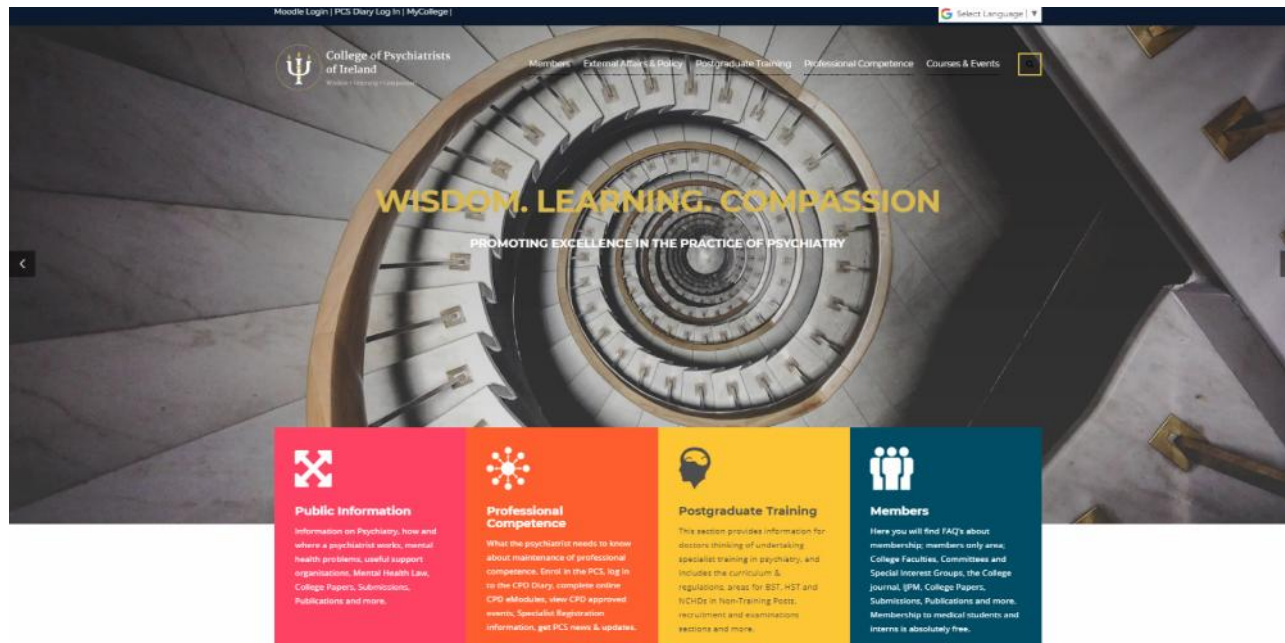 Moodle Login | PCS Diary Log In | MyCollege |
Select Language ▼
College of Psychiatrists
of Ireland
Wisdom • Learning • Compassion
Members External Affairs & Policy Postgraduate Training Professional Competence Courses & Events
WISDOM. LEARNING. COMPASSION
PROMOTING EXCELLENCE IN THE PRACTICE OF PSYCHIATRY
Public Information
Information on Psychiatry, how and
where a psychiatrist works, mental
health problems, useful support
organisations, Mental Health Law,
College Papers, Submissions,
Publications and more.
Professional
Competence
What the psychiatrist needs to know
about maintenance of professional
competence. Enrol in the PCS, log in
to the CPD Diary, complete online
CPD eModules, view CPD approved
events, Specialist Registration
information, get PCS news & updates.
Postgraduate Training
This section provides information for
doctors thinking of undertaking
specialist training in psychiatry, and
includes the curriculum &
regulations, areas for BST, HST and
NCHDs in Non-Training Posts,
recruitment and examinations
sections and more.
Members
Here you will find FAQ's about
membership; members only area;
College Faculties, Committees and
Special Interest Groups, the College
journal, IJPM, College Papers,
Submissions, Publications and more.
Membership to medical students and
interns is absolutely free.